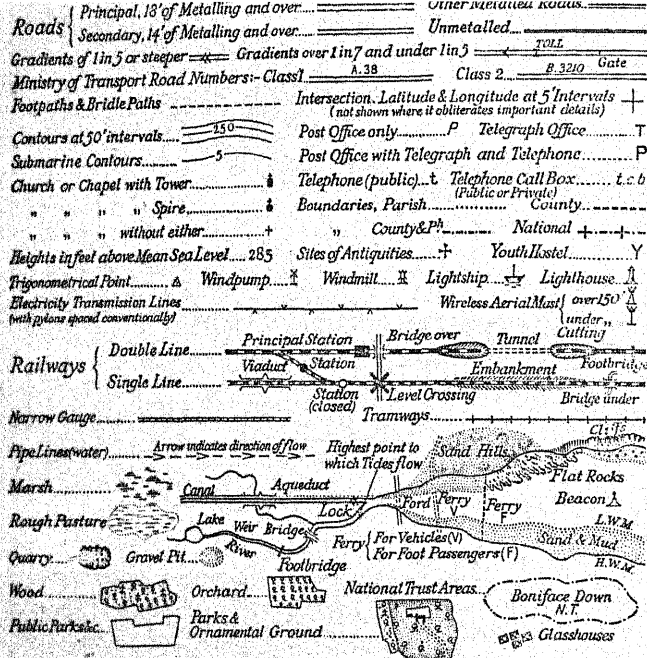 Roads { Principal, 18' of Metalling and over Other Metalled Roads
Secondary, 14' of Metalling and over Unmetalled
Gradients of 1 in 5 or steeper Gradients over 1 in 7 and under 1 in 5 TOLL Gate
Ministry of Transport Road Numbers:- Class 1 A.38 Class 2 B.3210
Footpaths & Bridle Paths Intersection, Latitude & Longitude at 5' Intervals
(not shown where it obliterates important details)
Contours at 50' intervals 250 Post Office only P Telegraph Office T
Submarine Contours 5 Post Office with Telegraph and Telephone P
Church or Chapel with Tower Telephone (public) t Telephone Call Box t.c.b
(Public or Private)
" " " " Spire Boundaries, Parish County
" " " " without either + " County & Ph. National
Heights in feet above Mean Sea Level 285 Sites of Antiquities Youth Hostel Y
Trigonometrical Point Windpump Windmill Lightship Lighthouse
Electricity Transmission Lines Wireless Aerial Mast { over 150'
(with pylons spaced conventionally) under "
Railways { Double Line Principal Station Bridge over Tunnel Cutting
Viaduct Station Footbridge
Single Line Station (closed) Level Crossing Embankment Bridge under
Narrow Gauge Tramways
Pipe Lines (water) Arrow indicates direction of flow Highest point to which Tides flow Sand Hills Cliffs
Flat Rocks
Marsh Canal Aqueduct Lock Ford Ferry V Ferry F Beacon
L.W.M.
Rough Pasture Lake Weir Bridge River Sand & Mud
Footbridge Ferry { For Vehicles (V)
For Foot Passengers (F) H.W.M.
Quarry Gravel Pit
Wood Orchard National Trust Areas Boniface Down
N.T.
Public Parks &c. Parks &
Ornamental Ground Glasshouses